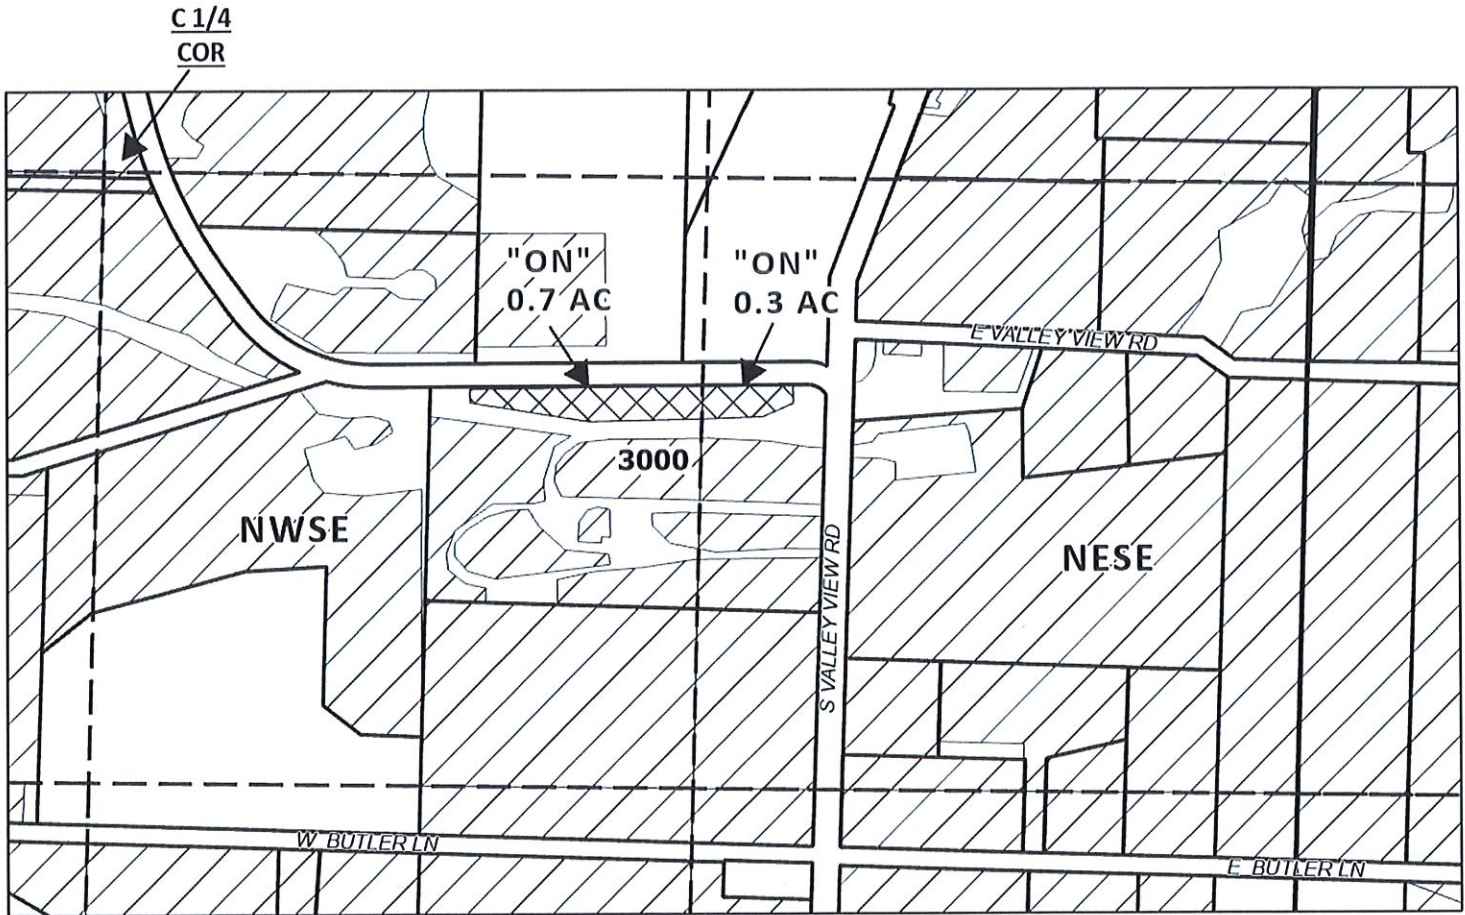 C 1/4
COR
"ON"
0.7 AC
"ON"
0.3 AC
E VALLEY VIEW RD
3000
NWSE
NESE
S VALLEY VIEW RD
W BUTLER LN
E BUTLER LN